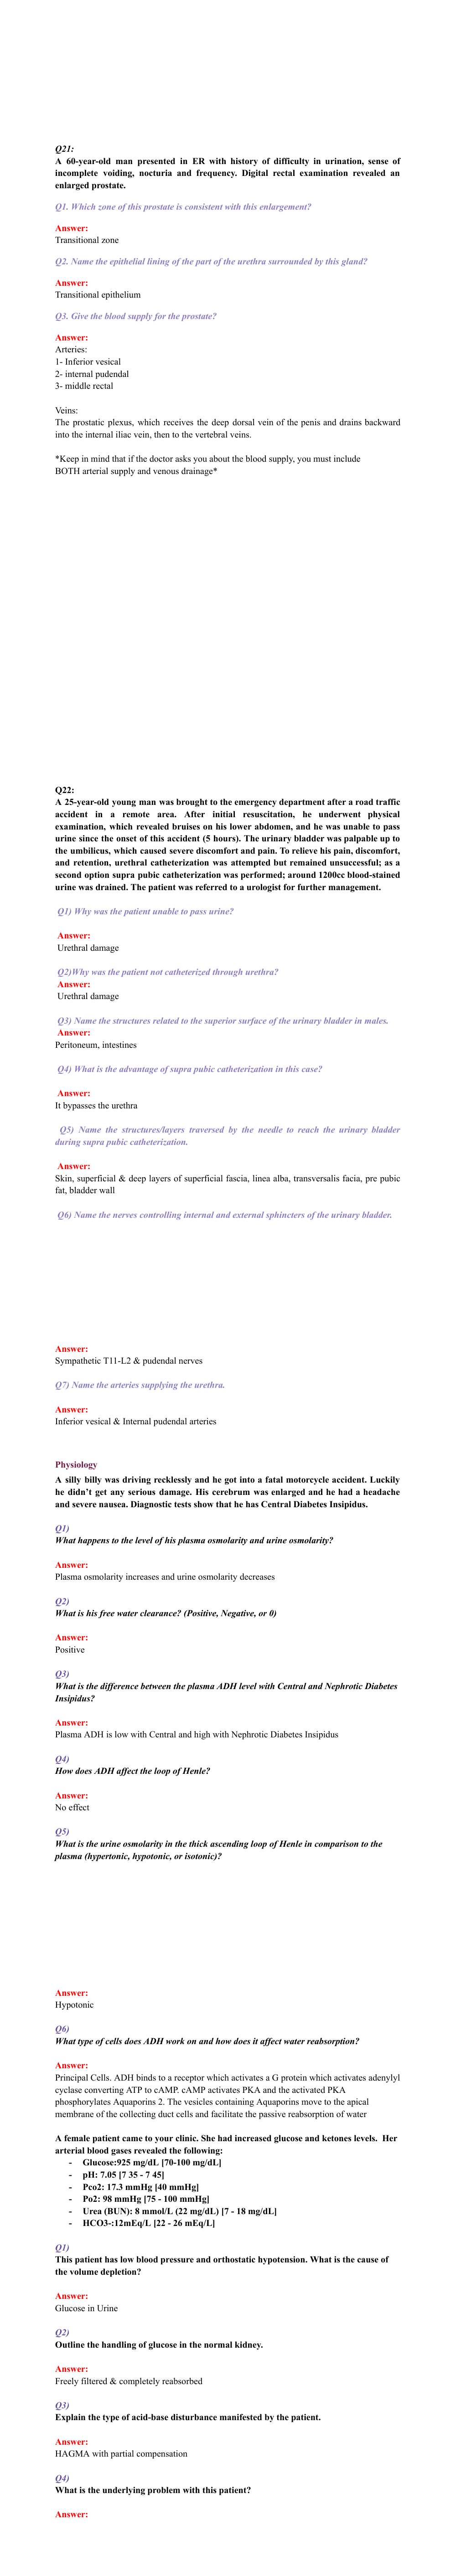 Q21:
A 60-year-old man presented in ER with history of difficulty in urination, sense of
incomplete voiding, nocturia and frequency. Digital rectal examination revealed an
enlarged prostate.
Q1. Which zone of this prostate is consistent with this enlargement?
Answer:
Transitional zone
Q2. Name the epithelial lining of the part of the urethra surrounded by this gland?
Answer:
Transitional epithelium
Q3. Give the blood supply for the prostate?
Answer:
Arteries:
1- Inferior vesical
2- internal pudendal
3- middle rectal
Veins:
The prostatic plexus, which receives the deep dorsal vein of the penis and drains backward
into the internal iliac vein, then to the vertebral veins.
*Keep in mind that if the doctor asks you about the blood supply, you must include
BOTH arterial supply and venous drainage*
Q22:
A 25-year-old young man was brought to the emergency department after a road traffic
accident in a remote area. After initial resuscitation, he underwent physical
examination, which revealed bruises on his lower abdomen, and he was unable to pass
urine since the onset of this accident (5 hours). The urinary bladder was palpable up to
the umbilicus, which caused severe discomfort and pain. To relieve his pain, discomfort,
and retention, urethral catheterization was attempted but remained unsuccessful; as a
second option supra pubic catheterization was performed; around 1200cc blood-stained
urine was drained. The patient was referred to a urologist for further management.
Q1) Why was the patient unable to pass urine?
Answer:
Urethral damage
Q2)Why was the patient not catheterized through urethra?
Answer:
Urethral damage
Q3) Name the structures related to the superior surface of the urinary bladder in males.
Answer:
Peritoneum, intestines
Q4) What is the advantage of supra pubic catheterization in this case?
Answer:
It bypasses the urethra
Q5) Name the structures/layers traversed by the needle to reach the urinary bladder
during supra pubic catheterization.
Answer:
Skin, superficial & deep layers of superficial fascia, linea alba, transversalis facia, pre pubic
fat, bladder wall
Q6) Name the nerves controlling internal and external sphincters of the urinary bladder.
Answer:
Sympathetic T11-L2 & pudendal nerves
Q7) Name the arteries supplying the urethra.
Answer:
Inferior vesical & Internal pudendal arteries
Physiology
A silly billy was driving recklessly and he got into a fatal motorcycle accident. Luckily
he didn't get any serious damage. His cerebrum was enlarged and he had a headache
and severe nausea. Diagnostic tests show that he has Central Diabetes Insipidus.
Q1)
What happens to the level of his plasma osmolarity and urine osmolarity?
Answer:
Plasma osmolarity increases and urine osmolarity decreases
Q2)
What is his free water clearance? (Positive, Negative, or 0)
Answer:
Positive
Q3)
What is the difference between the plasma ADH level with Central and Nephrotic Diabetes
Insipidus?
Answer:
Plasma ADH is low with Central and high with Nephrotic Diabetes Insipidus
Q4)
How does ADH affect the loop of Henle?
Answer:
No effect
Q5)
What is the urine osmolarity in the thick ascending loop of Henle in comparison to the
plasma (hypertonic, hypotonic, or isotonic)?
Answer:
Hypotonic
Q6)
What type of cells does ADH work on and how does it affect water reabsorption?
Answer:
Principal Cells. ADH binds to a receptor which activates a G protein which activates adenylyl
cyclase converting ATP to cAMP. cAMP activates PKA and the activated PKA
phosphorylates Aquaporins 2. The vesicles containing Aquaporins move to the apical
membrane of the collecting duct cells and facilitate the passive reabsorption of water
A female patient came to your clinic. She had increased glucose and ketones levels. Her
arterial blood gases revealed the following:
- Glucose:925 mg/dL [70-100 mg/dL]
- pH: 7.05 [7 35 - 7 45]
- Pco2: 17.3 mmHg [40 mmHg]
- Po2: 98 mmHg [75 - 100 mmHg]
- Urea (BUN): 8 mmol/L (22 mg/dL) [7 - 18 mg/dL]
- HCO3-:12mEq/L [22 - 26 mEq/L]
Q1)
This patient has low blood pressure and orthostatic hypotension. What is the cause of
the volume depletion?
Answer:
Glucose in Urine
Q2)
Outline the handling of glucose in the normal kidney.
Answer:
Freely filtered & completely reabsorbed
Q3)
Explain the type of acid-base disturbance manifested by the patient.
Answer:
HAGMA with partial compensation
Q4)
What is the underlying problem with this patient?
Answer: